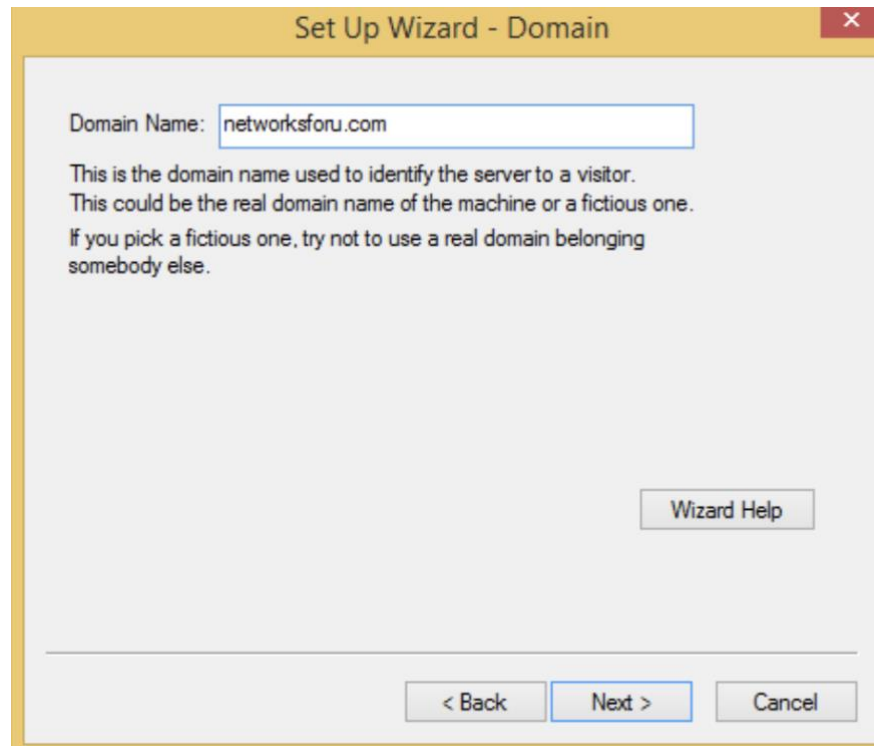 Set Up Wizard - Domain
Domain Name: networksforu.com
This is the domain name used to identify the server to a visitor.
This could be the real domain name of the machine or a fictious one.
If you pick a fictious one, try not to use a real domain belonging
somebody else.
Wizard Help
< Back Next > Cancel